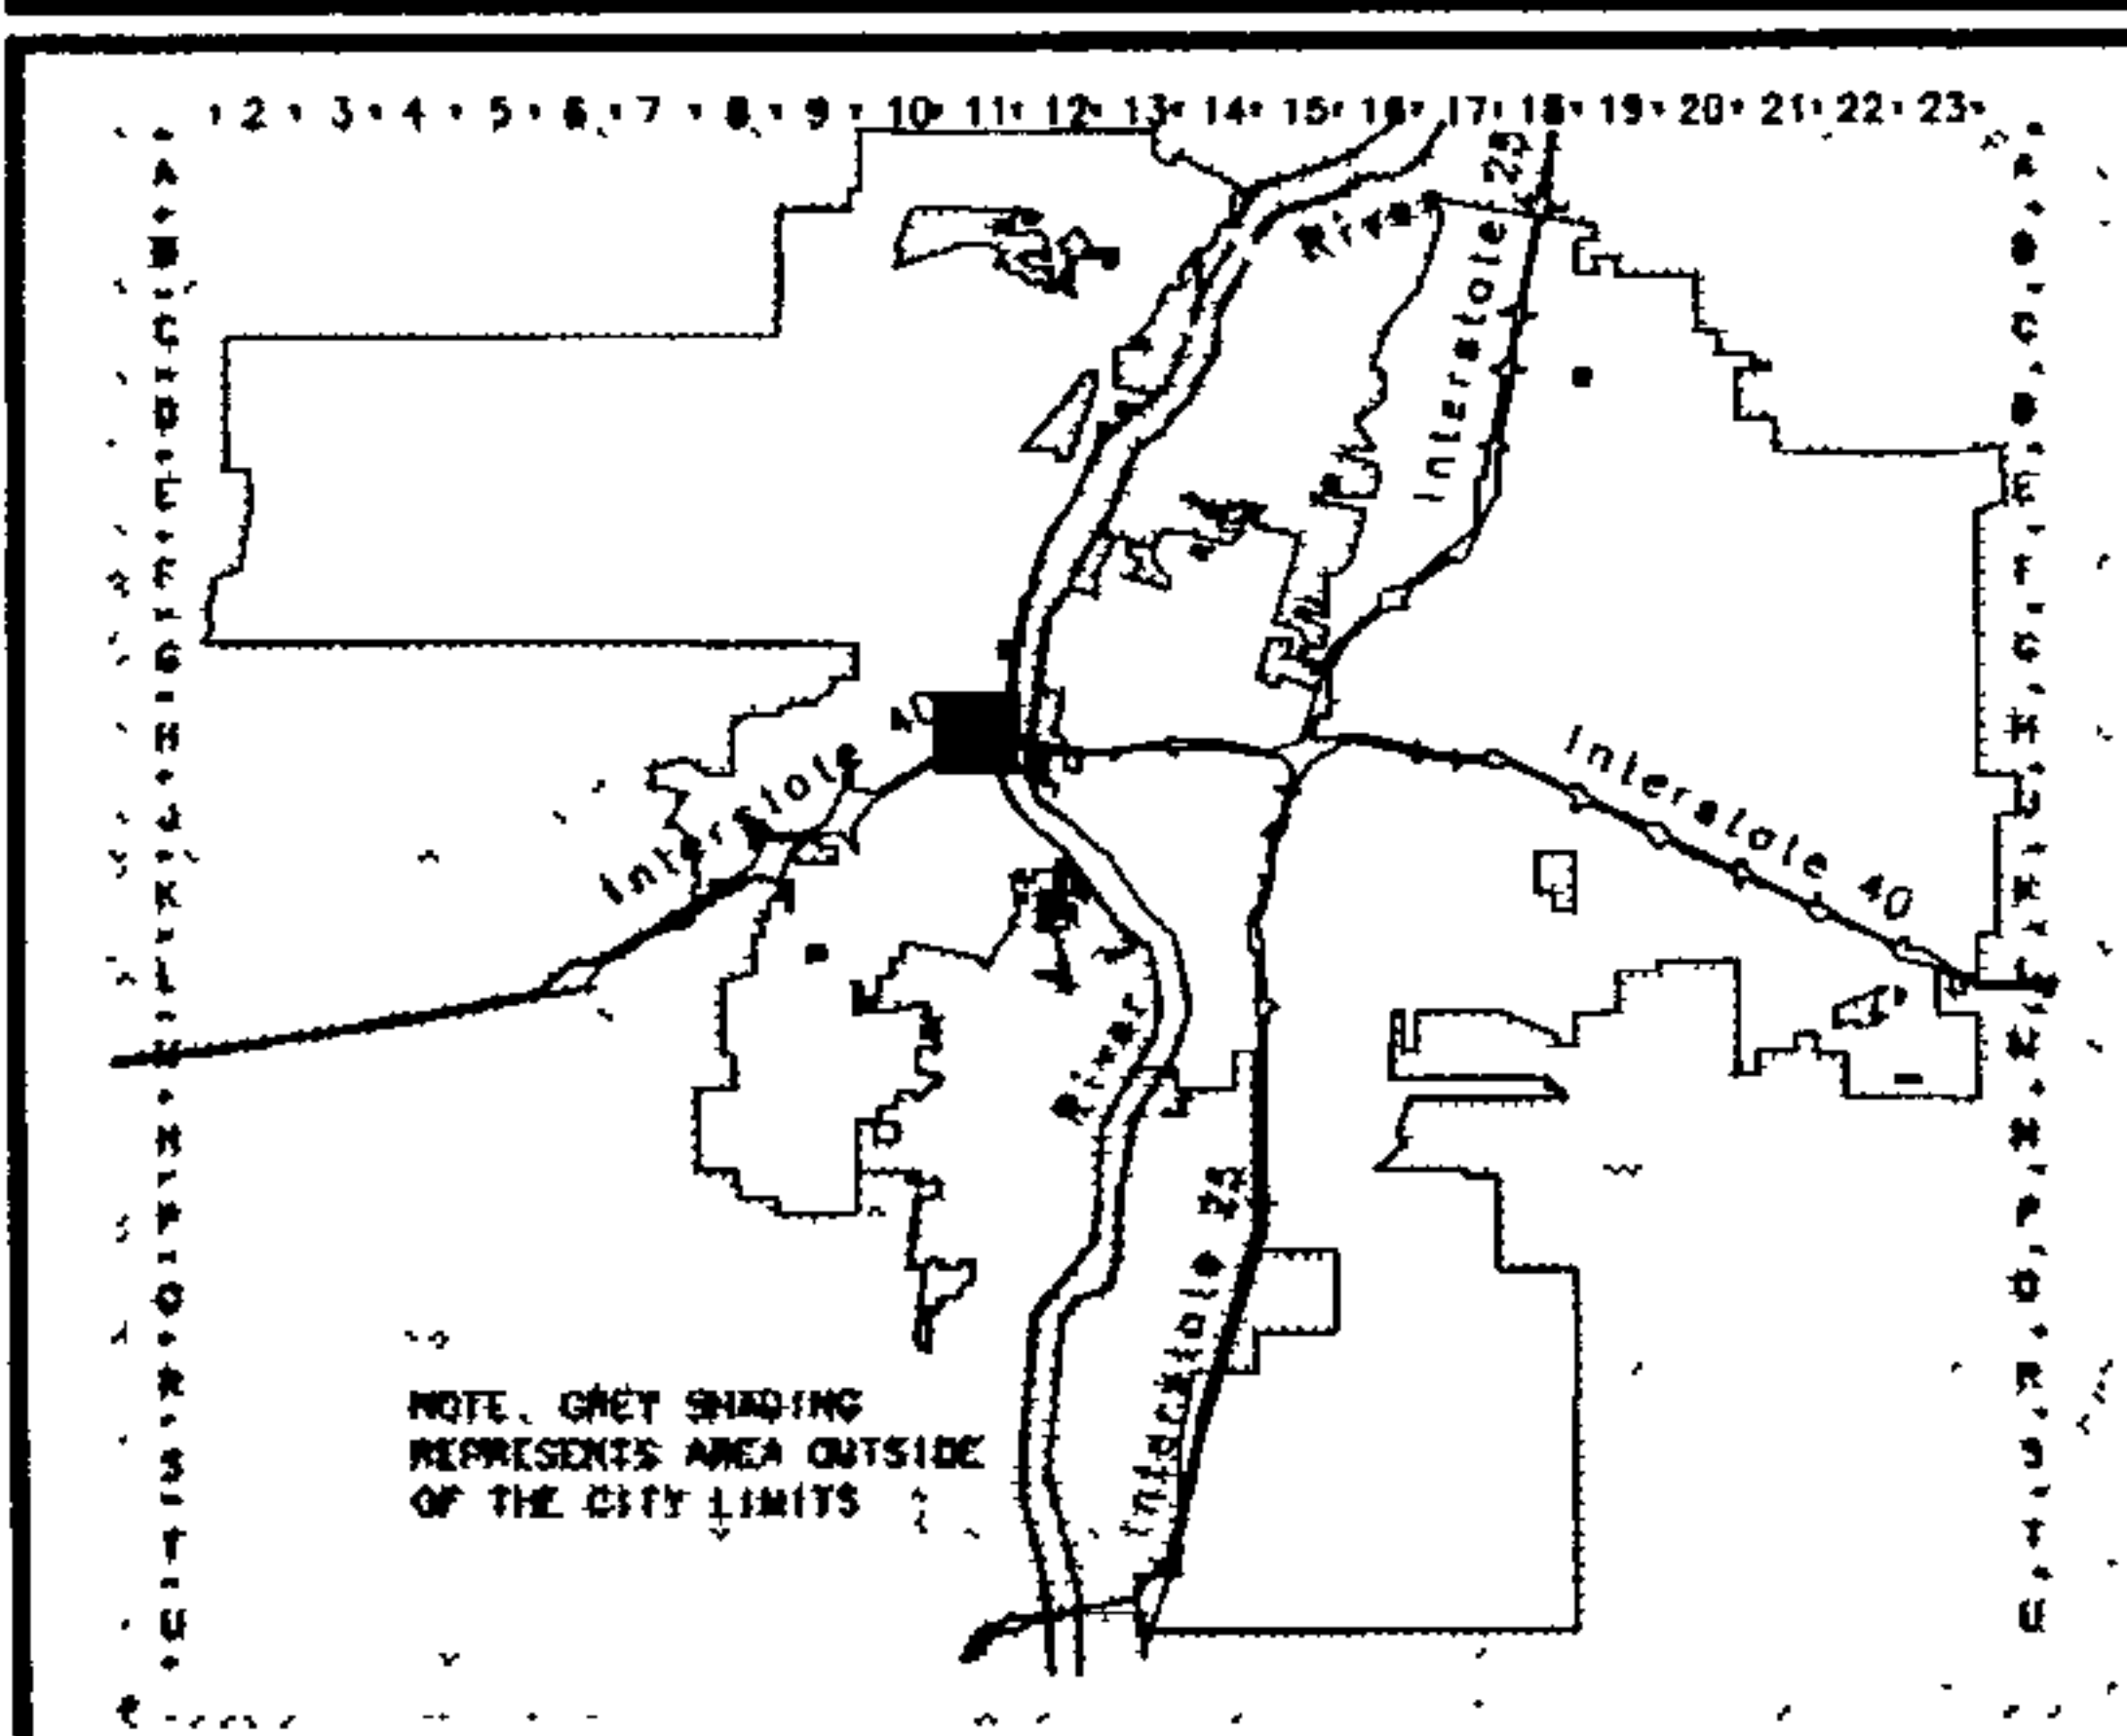 2 3 4 5 6 7 8 9 10 11 12 13 14 15 16 17 18 19 20 21 22 23
A A
B B
C C
D D
E E
F F
G G
H H
J J
K K
L L
M M
N N
P P
Q Q
R R
S S
T T
U U
River
Interstate 25
Interstate 40
Interstate 40
River
Interstate 25
NOTE. GREY SHADING
REPRESENTS AREA OUTSIDE
OF THE CITY LIMITS